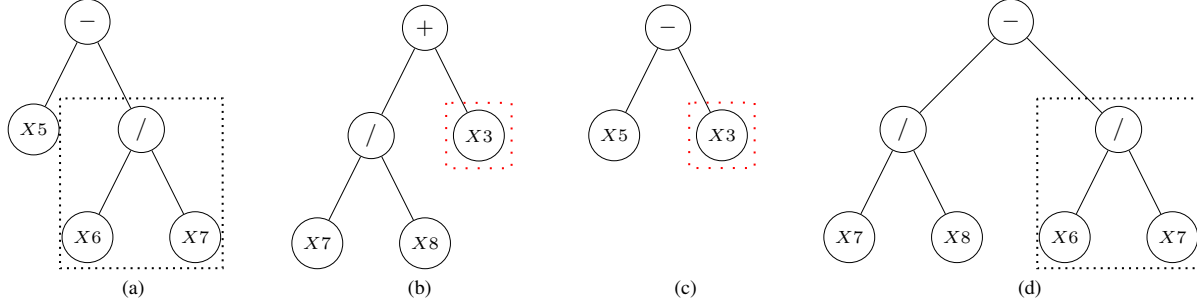 − + − −
X5 / / X3 X5 X3 / /
X6 X7 X7 X8 X7 X8 X6 X7
(a) (b) (c) (d)